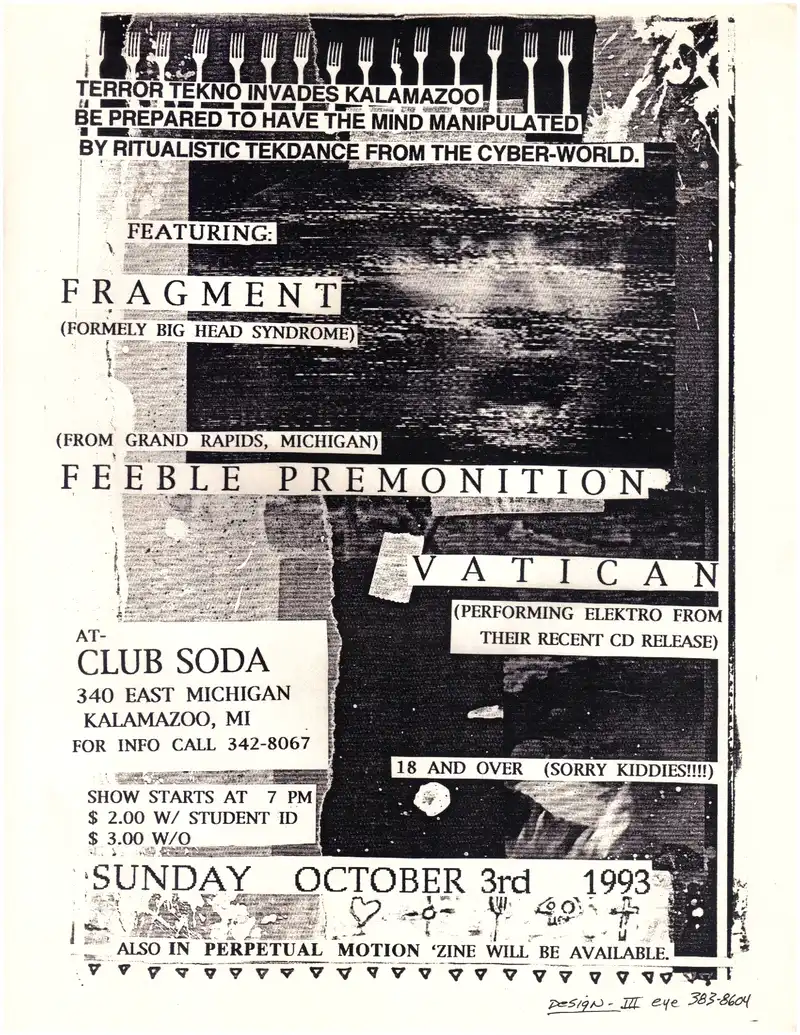 TERROR TEKNO INVADES KALAMAZOO
BE PREPARED TO HAVE THE MIND MANIPULATED
BY RITUALISTIC TEKDANCE FROM THE CYBER-WORLD.
FEATURING:
FRAGMENT
(FORMELY BIG HEAD SYNDROME)
(FROM GRAND RAPIDS, MICHIGAN)
FEEBLE PREMONITION
VATICAN
(PERFORMING ELEKTRO FROM
THEIR RECENT CD RELEASE)
AT-
CLUB SODA
340 EAST MICHIGAN
KALAMAZOO, MI
FOR INFO CALL 342-8067
18 AND OVER (SORRY KIDDIES!!!!)
SHOW STARTS AT 7 PM
$ 2.00 W/ STUDENT ID
$ 3.00 W/O
SUNDAY OCTOBER 3rd 1993
ALSO IN PERPETUAL MOTION 'ZINE WILL BE AVAILABLE.
DESIGN - III eye 383-8604